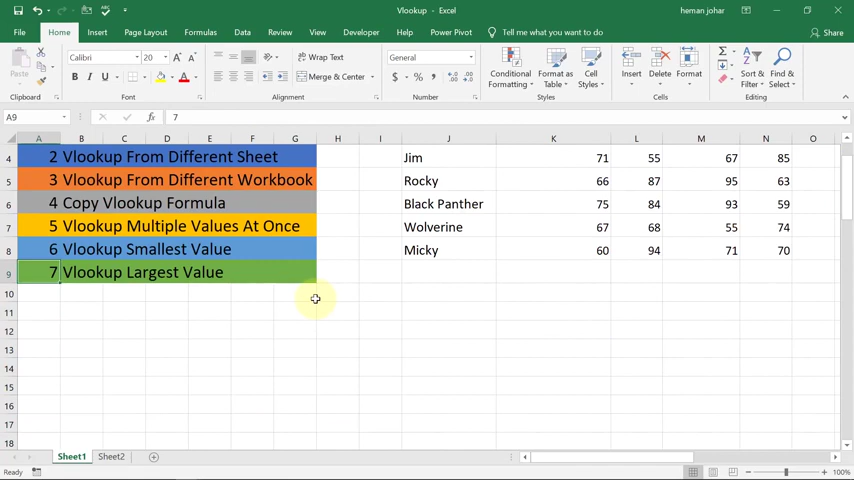 Vlookup - Excel
heman johar
File Home Insert Page Layout Formulas Data Review View Developer Help Power Pivot Tell me what you want to do Share
Paste
Clipboard
Calibri 20
B I U
Font
Wrap Text
Merge & Center
Alignment
General
$ % ,
Number
Conditional Formatting
Format as Table
Cell Styles
Styles
Insert Delete Format
Cells
Sort & Filter
Find & Select
Editing
A9 fx 7
A B C D E F G H I J K L M N O
4 2 Vlookup From Different Sheet Jim 71 55 67 85
5 3 Vlookup From Different Workbook Rocky 66 87 95 63
6 4 Copy Vlookup Formula Black Panther 75 84 93 59
7 5 Vlookup Multiple Values At Once Wolverine 67 68 55 74
8 6 Vlookup Smallest Value Micky 60 94 71 70
9 7 Vlookup Largest Value
10
11
12
13
14
15
16
17
18
Sheet1 Sheet2
Ready 100%